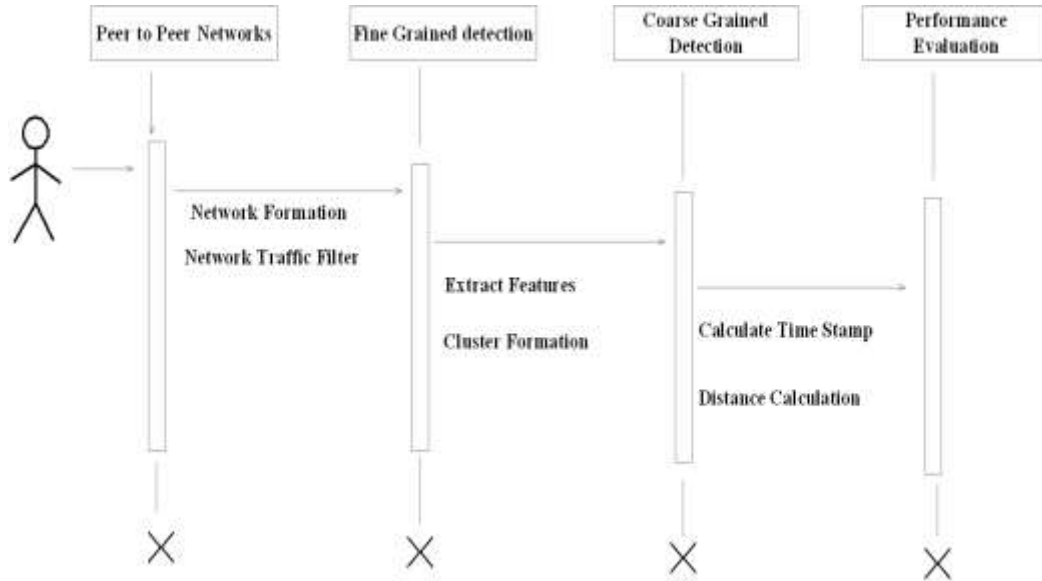 Peer to Peer Networks
Fine Grained detection
Coarse Grained
Detection
Performance
Evaluation
Network Formation
Network Traffic Filter
Extract Features
Cluster Formation
Calculate Time Stamp
Distance Calculation